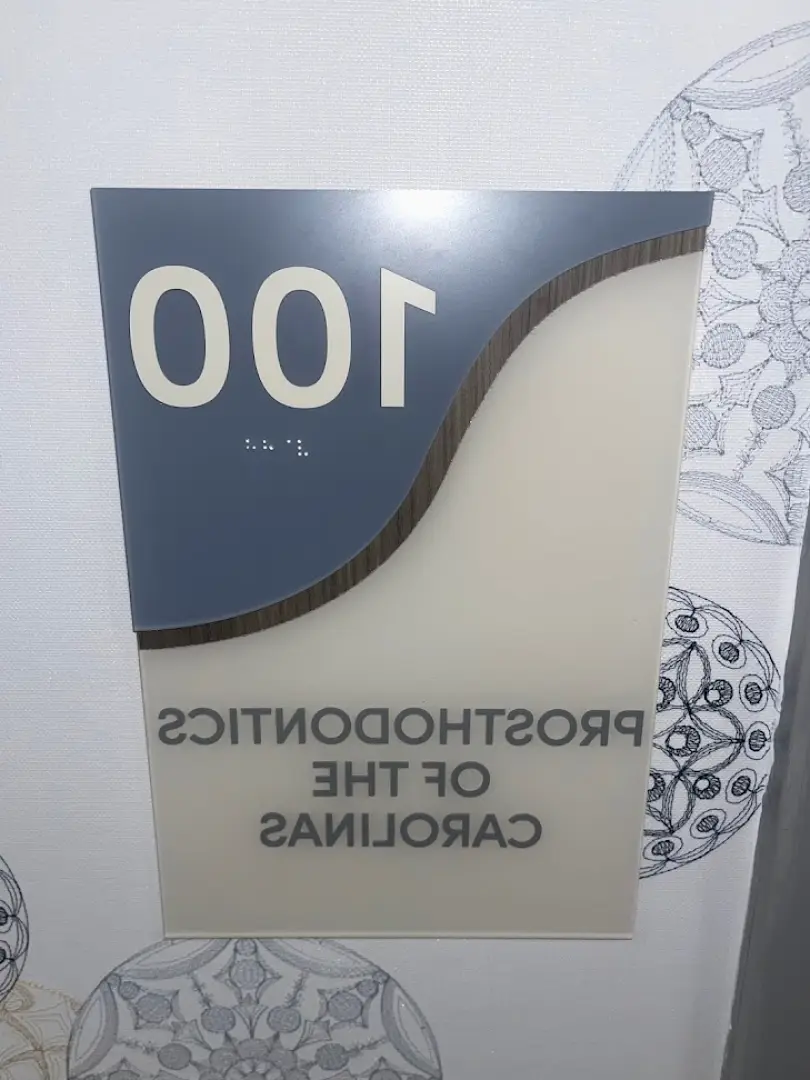 100
PROSTHODONTICS
OF THE
CAROLINAS